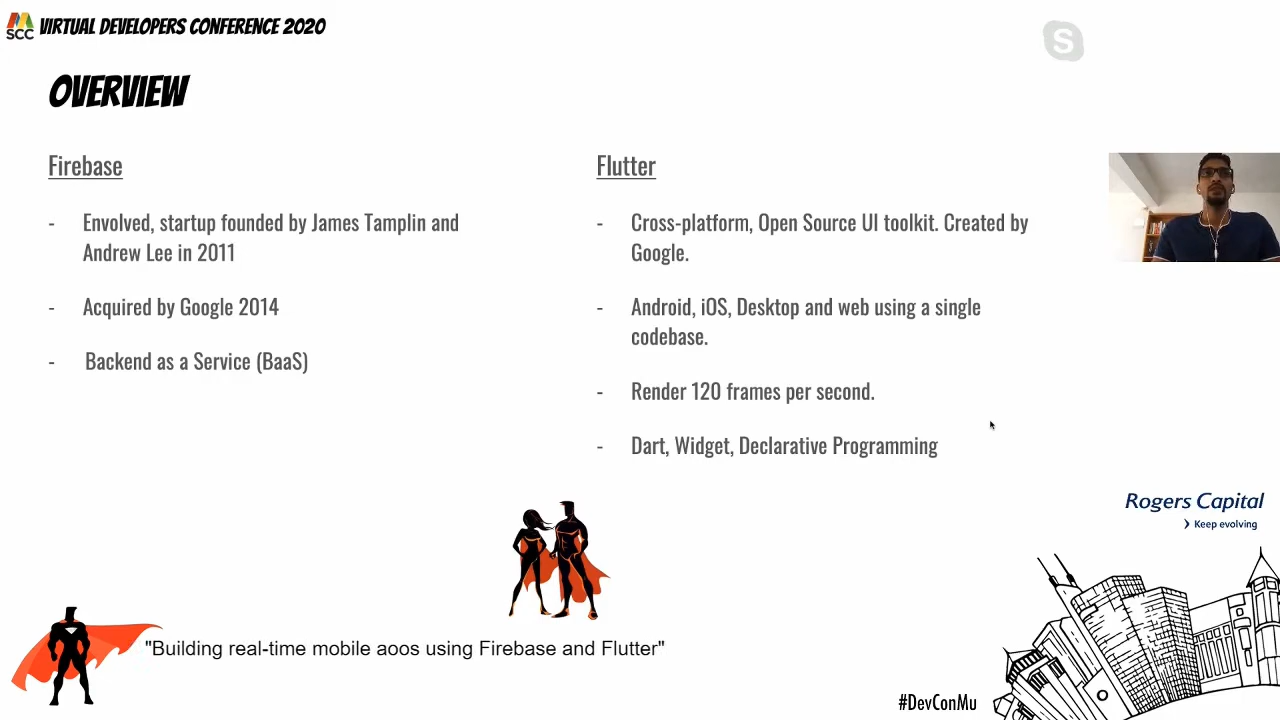 SCC VIRTUAL DEVELOPERS CONFERENCE 2020
S
OVERVIEW
Firebase
- Envolved, startup founded by James Tamplin and
Andrew Lee in 2011
- Acquired by Google 2014
- Backend as a Service (BaaS)
Flutter
- Cross-platform, Open Source UI toolkit. Created by
Google.
- Android, iOS, Desktop and web using a single
codebase.
- Render 120 frames per second.
- Dart, Widget, Declarative Programming
Rogers Capital
Keep evolving
"Building real-time mobile aoos using Firebase and Flutter"
#DevConMu